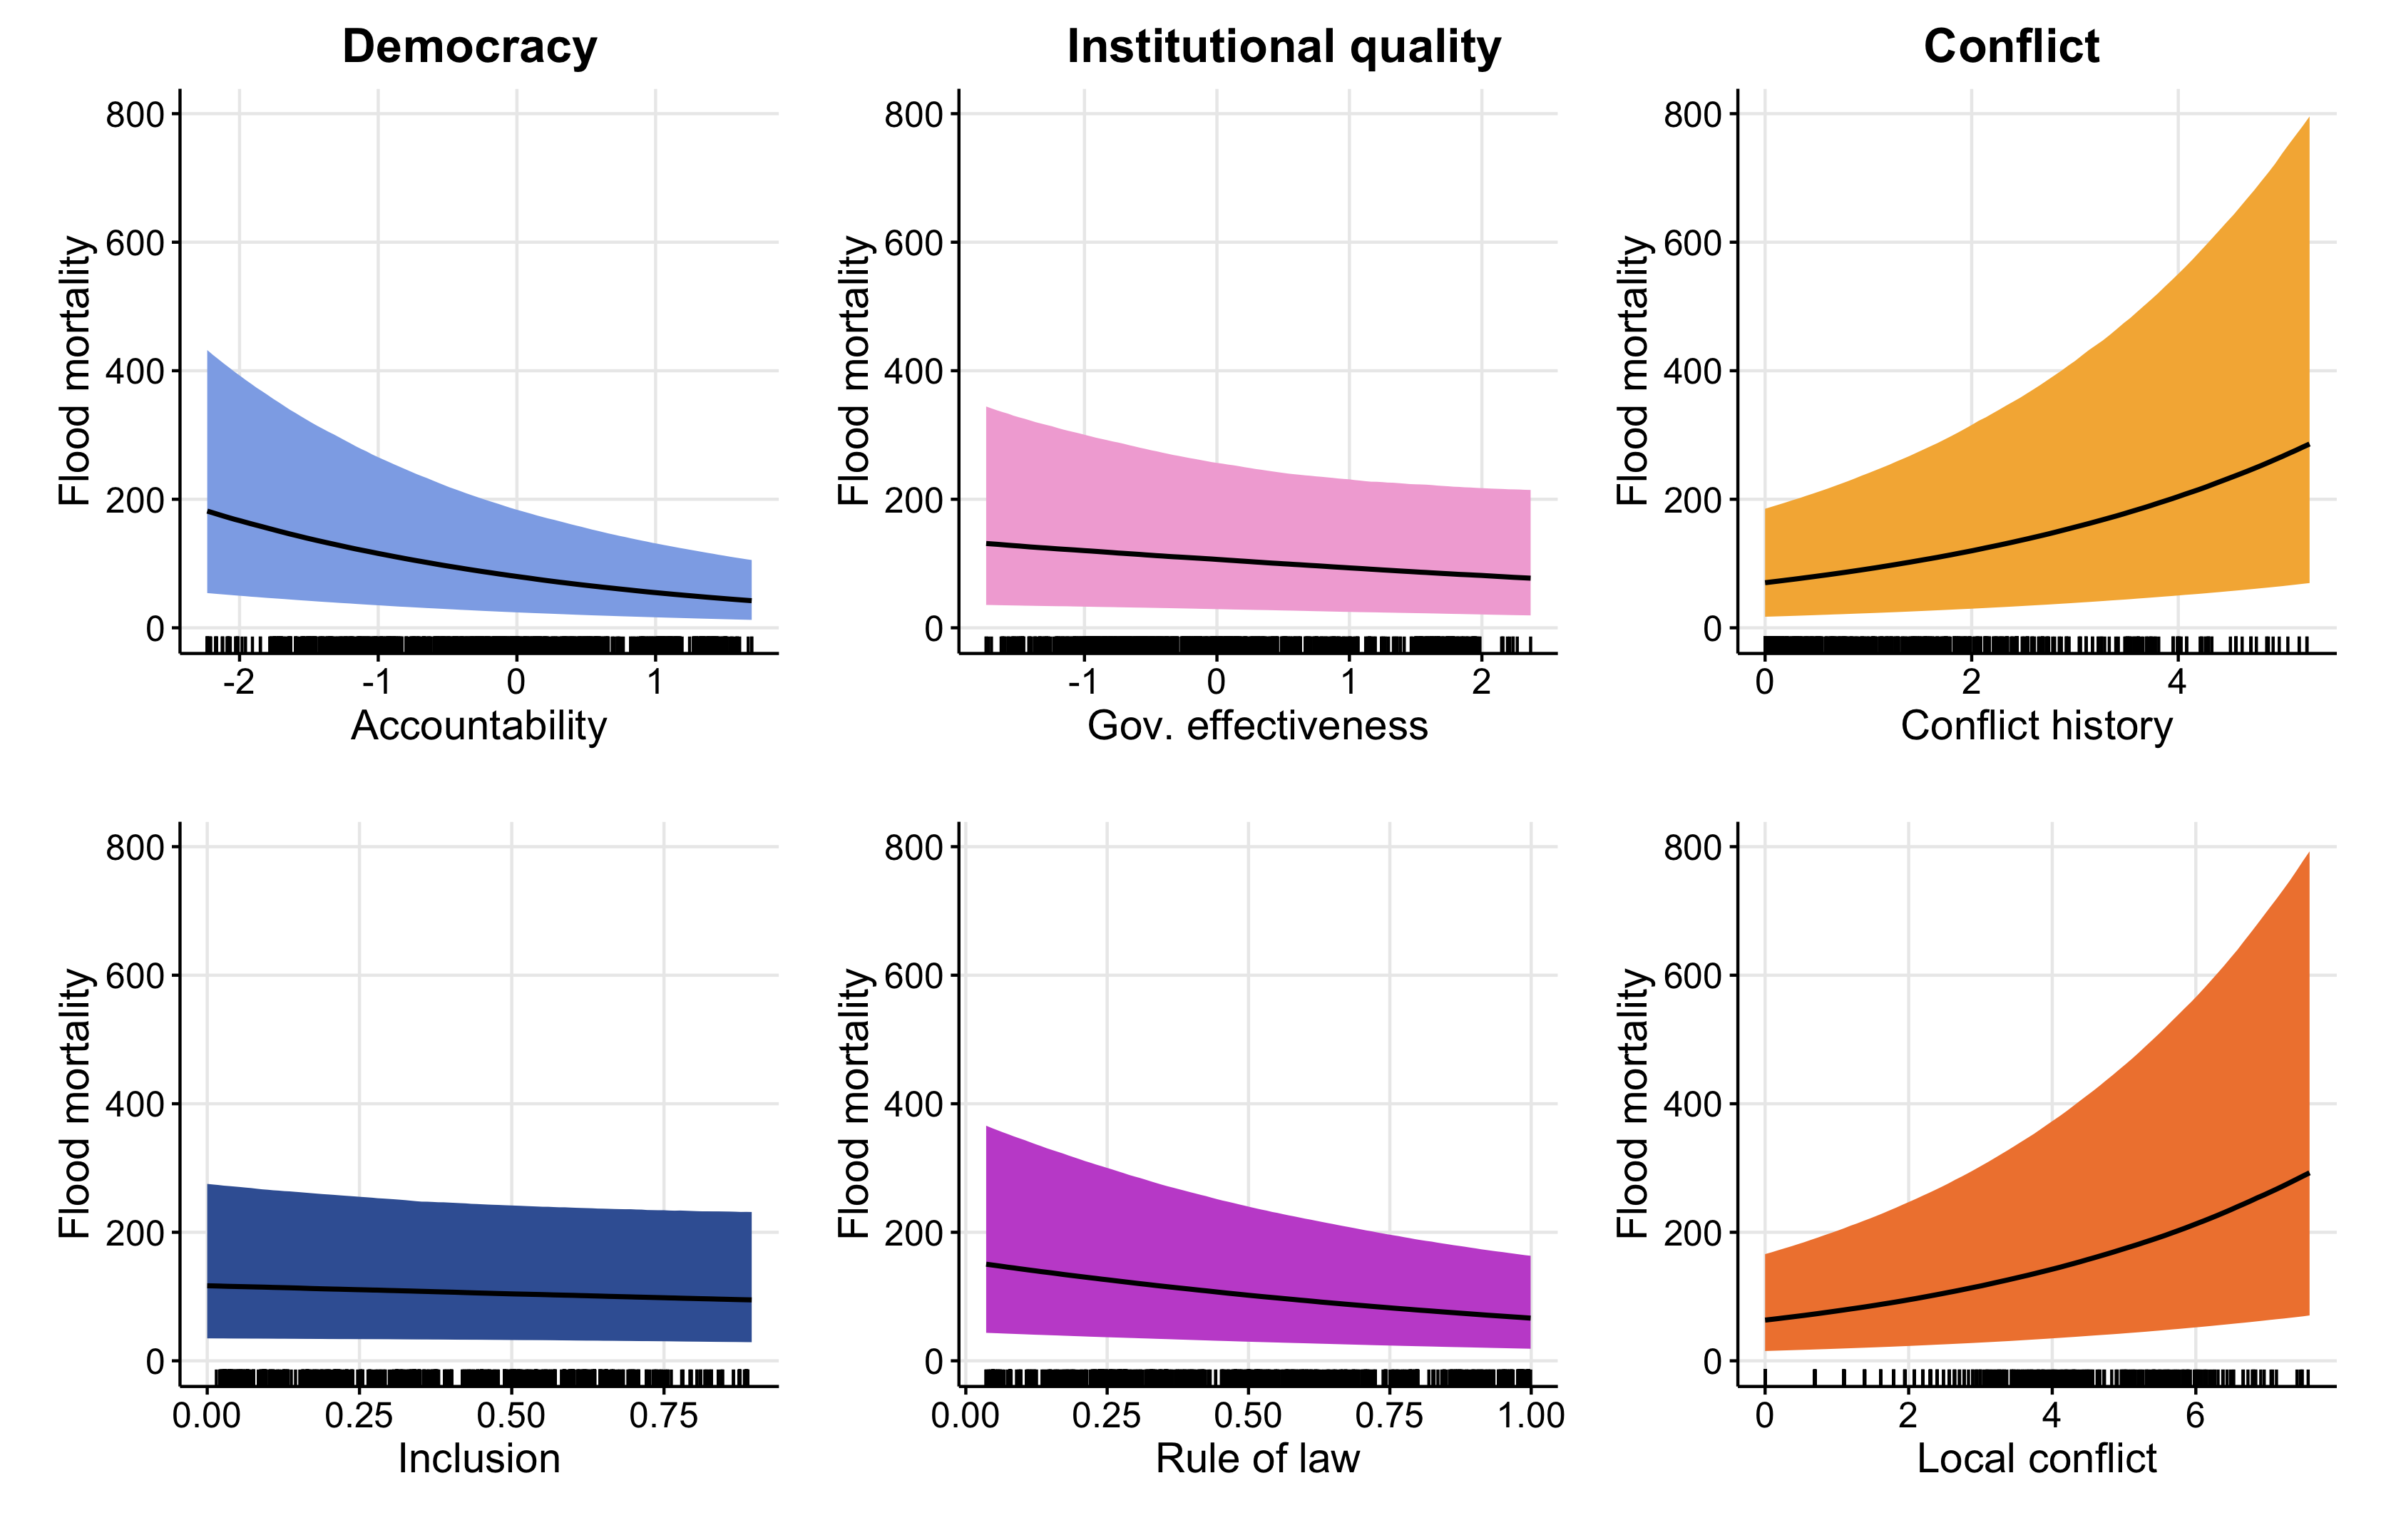 Democracy
Institutional quality
Conflict
Flood mortality
800
600
400
200
0
-2 -1 0 1
Accountability
Flood mortality
800
600
400
200
0
-1 0 1 2
Gov. effectiveness
Flood mortality
800
600
400
200
0
0 2 4
Conflict history
Flood mortality
800
600
400
200
0
0.00 0.25 0.50 0.75
Inclusion
Flood mortality
800
600
400
200
0
0.00 0.25 0.50 0.75 1.00
Rule of law
Flood mortality
800
600
400
200
0
0 2 4 6
Local conflict